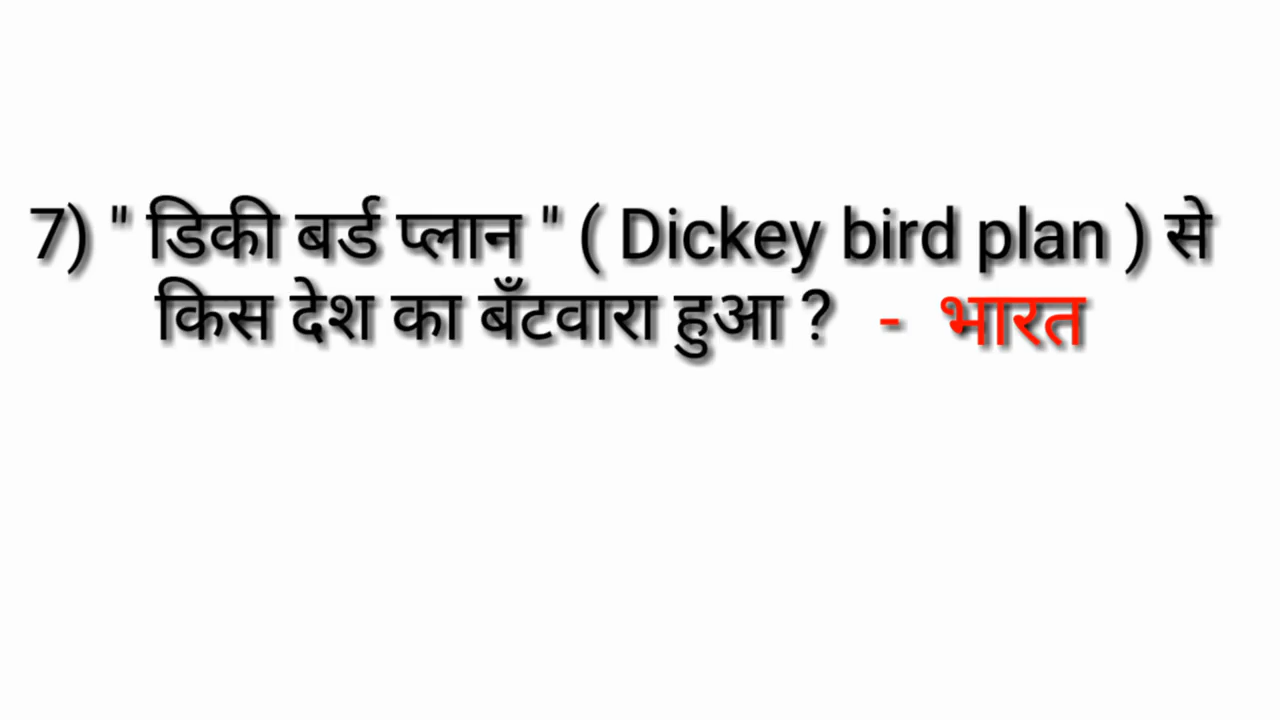 7) " डिकी बर्ड प्लान " ( Dickey bird plan ) से
किस देश का बँटवारा हुआ ? - भारत